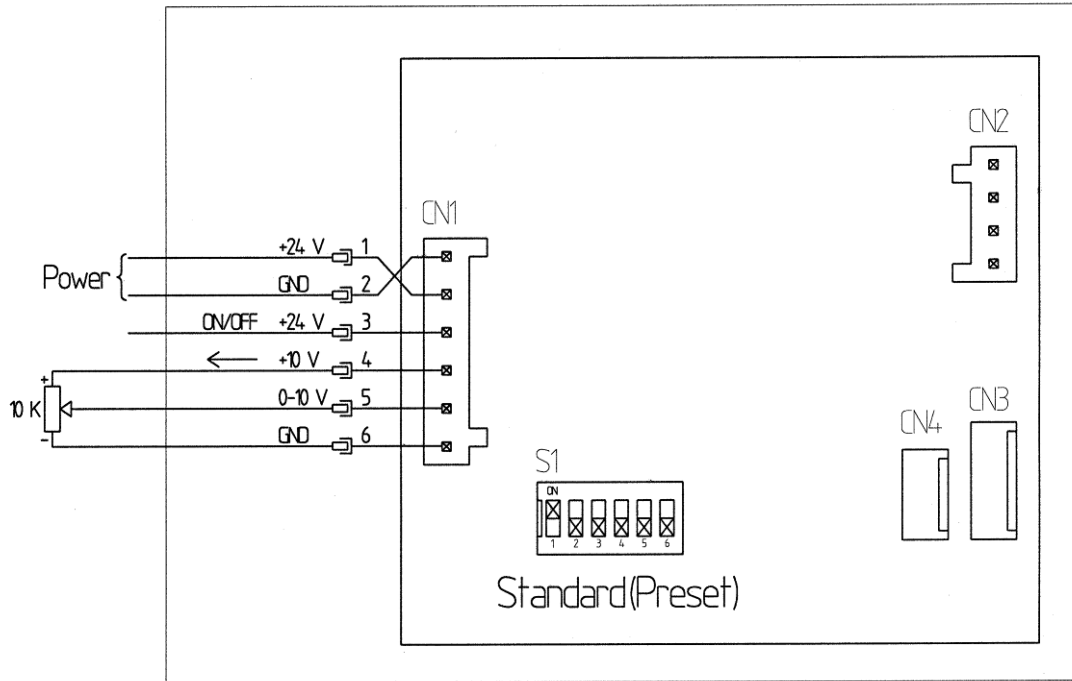 CN2
CN1
+24 V 1
Power
GND 2
ON/OFF +24 V 3
+10 V 4
+
0-10 V 5
10 K
GND 6
-
CN3
CN4
S1
ON
1 2 3 4 5 6
Standard(Preset)